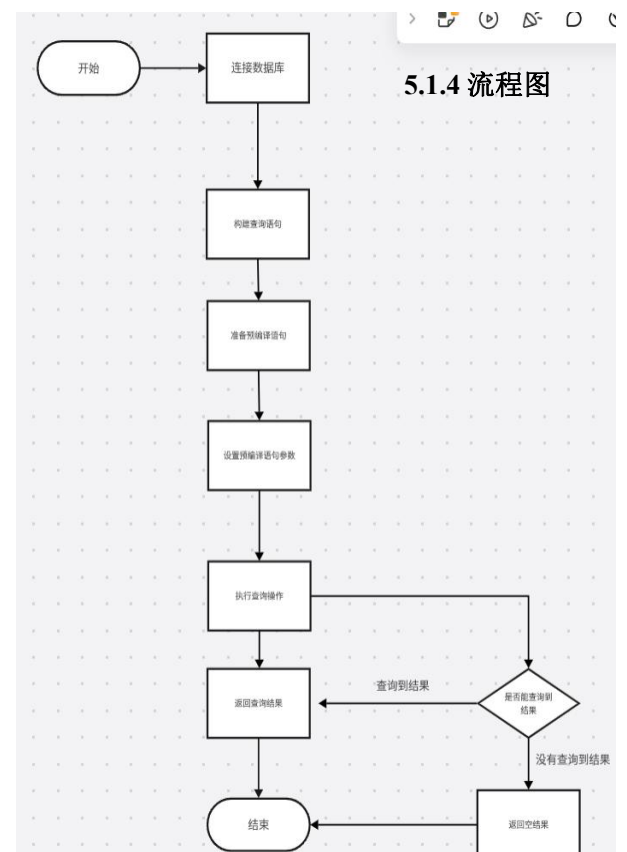 开始
连接数据库
5.1.4 流程图
构建查询语句
准备预编译语句
设置预编译语句参数
执行查询操作
查询到结果
返回查询结果
是否能查询到
结果
没有查询到结果
结束
返回空结果